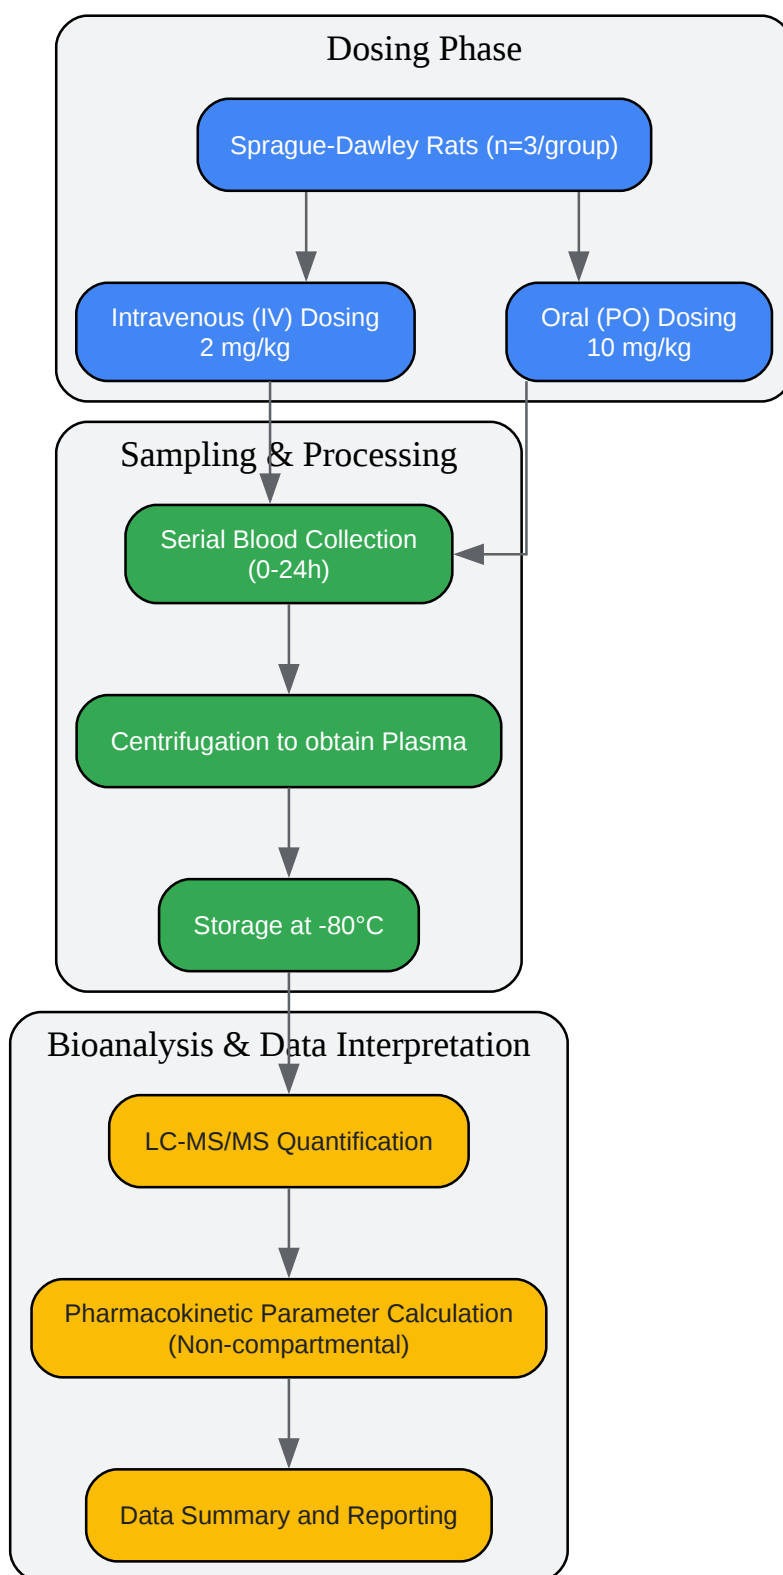 Dosing Phase
Sprague-Dawley Rats (n=3/group)
Intravenous (IV) Dosing
2 mg/kg
Oral (PO) Dosing
10 mg/kg
Sampling & Processing
Serial Blood Collection
(0-24h)
Centrifugation to obtain Plasma
Storage at -80°C
Bioanalysis & Data Interpretation
LC-MS/MS Quantification
Pharmacokinetic Parameter Calculation
(Non-compartmental)
Data Summary and Reporting